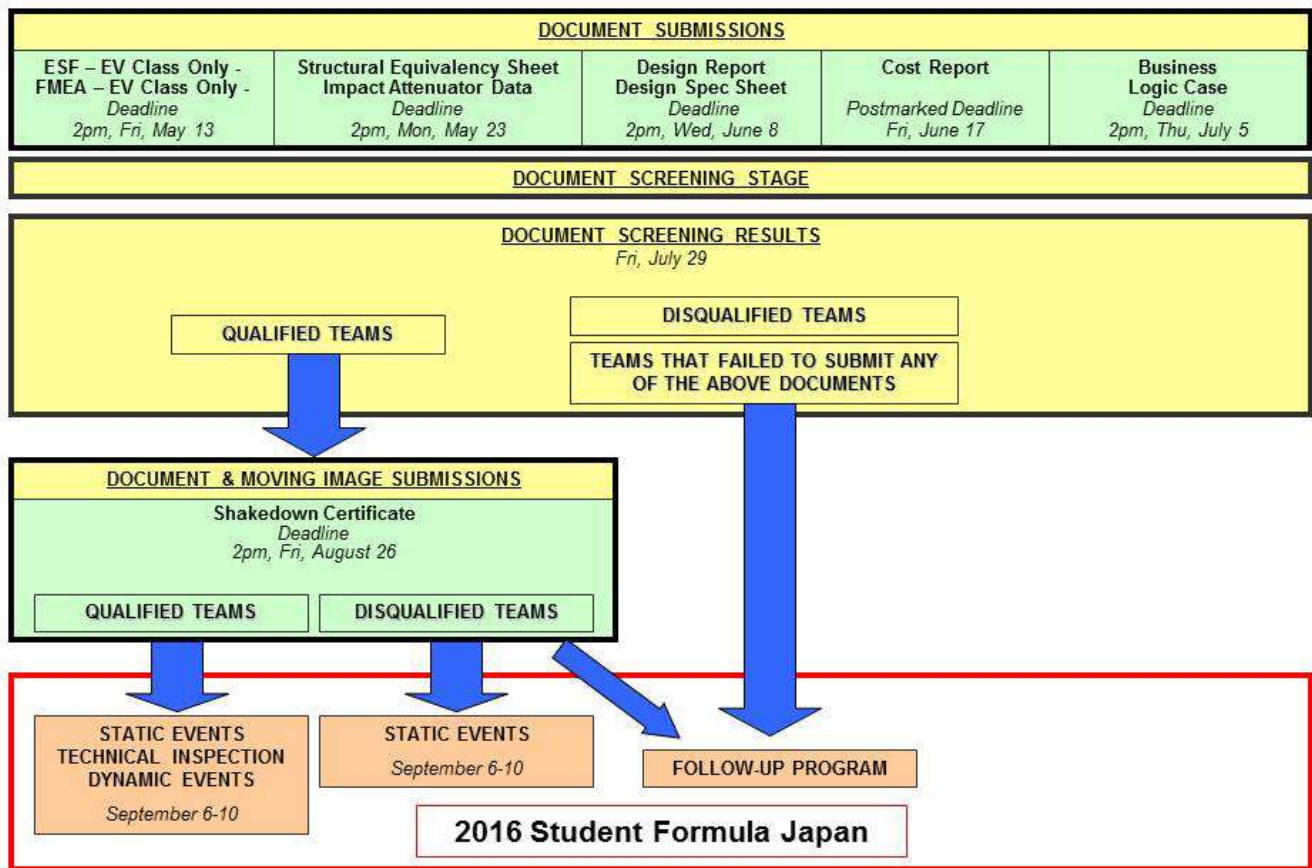 DOCUMENT SUBMISSIONS
ESF – EV Class Only -
FMEA – EV Class Only -
Deadline
2pm, Fri, May 13
Structural Equivalency Sheet
Impact Attenuator Data
Deadline
2pm, Mon, May 23
Design Report
Design Spec Sheet
Deadline
2pm, Wed, June 8
Cost Report
Postmarked Deadline
Fri, June 17
Business
Logic Case
Deadline
2pm, Thu, July 5
DOCUMENT SCREENING STAGE
DOCUMENT SCREENING RESULTS
Fri, July 29
QUALIFIED TEAMS
DISQUALIFIED TEAMS
TEAMS THAT FAILED TO SUBMIT ANY
OF THE ABOVE DOCUMENTS
DOCUMENT & MOVING IMAGE SUBMISSIONS
Shakedown Certificate
Deadline
2pm, Fri, August 26
QUALIFIED TEAMS
DISQUALIFIED TEAMS
STATIC EVENTS
TECHNICAL INSPECTION
DYNAMIC EVENTS
September 6-10
STATIC EVENTS
September 6-10
FOLLOW-UP PROGRAM
2016 Student Formula Japan